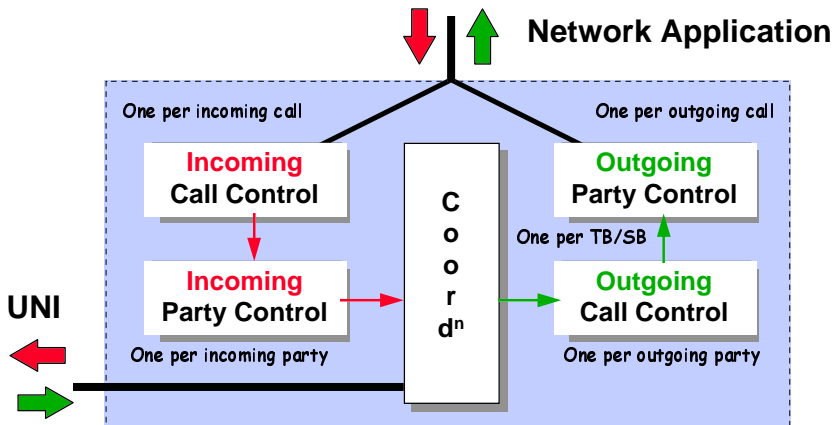 Network Application
One per incoming call
One per outgoing call
Incoming
Call Control
Outgoing
Party Control
C
o
o
r
dⁿ
One per TB/SB
Incoming
Party Control
Outgoing
Call Control
UNI
One per incoming party
One per outgoing party